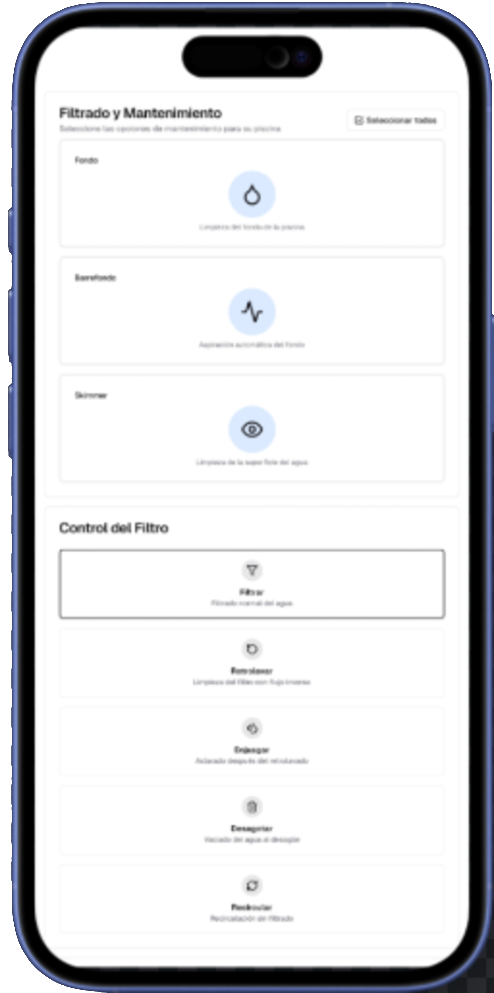 Filtrado y Mantenimiento
Seleccione las opciones de mantenimiento para su piscina
Seleccionar todos
Fondo
Limpieza del fondo de la piscina
Barrefondo
Aspiración automática del fondo
Skimmer
Limpieza de la superficie del agua
Control del Filtro
Filtrar
Filtrado normal del agua
Retrolavar
Limpieza del filtro con flujo inverso
Enjuagar
Aclarado después del retrolavado
Desaguar
Vaciado del agua al desagüe
Recircular
Recirculación sin filtrado